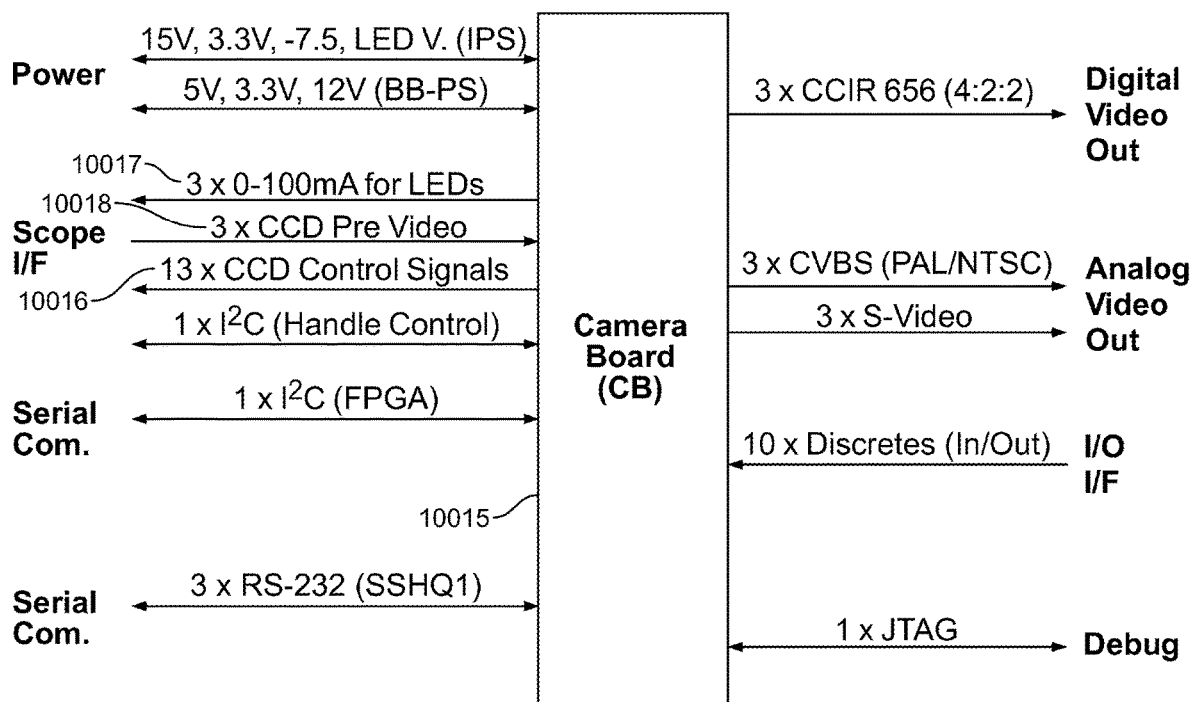 15V, 3.3V, -7.5, LED V. (IPS)
Power
5V, 3.3V, 12V (BB-PS)
10017
3 x 0-100mA for LEDs
10018
3 x CCD Pre Video
Scope
I/F
13 x CCD Control Signals
10016
1 x I²C (Handle Control)
1 x I²C (FPGA)
Serial
Com.
10015
3 x RS-232 (SSHQ1)
Serial
Com.
Camera
Board
(CB)
3 x CCIR 656 (4:2:2)
Digital
Video
Out
3 x CVBS (PAL/NTSC)
3 x S-Video
Analog
Video
Out
10 x Discretes (In/Out)
I/O
I/F
1 x JTAG
Debug